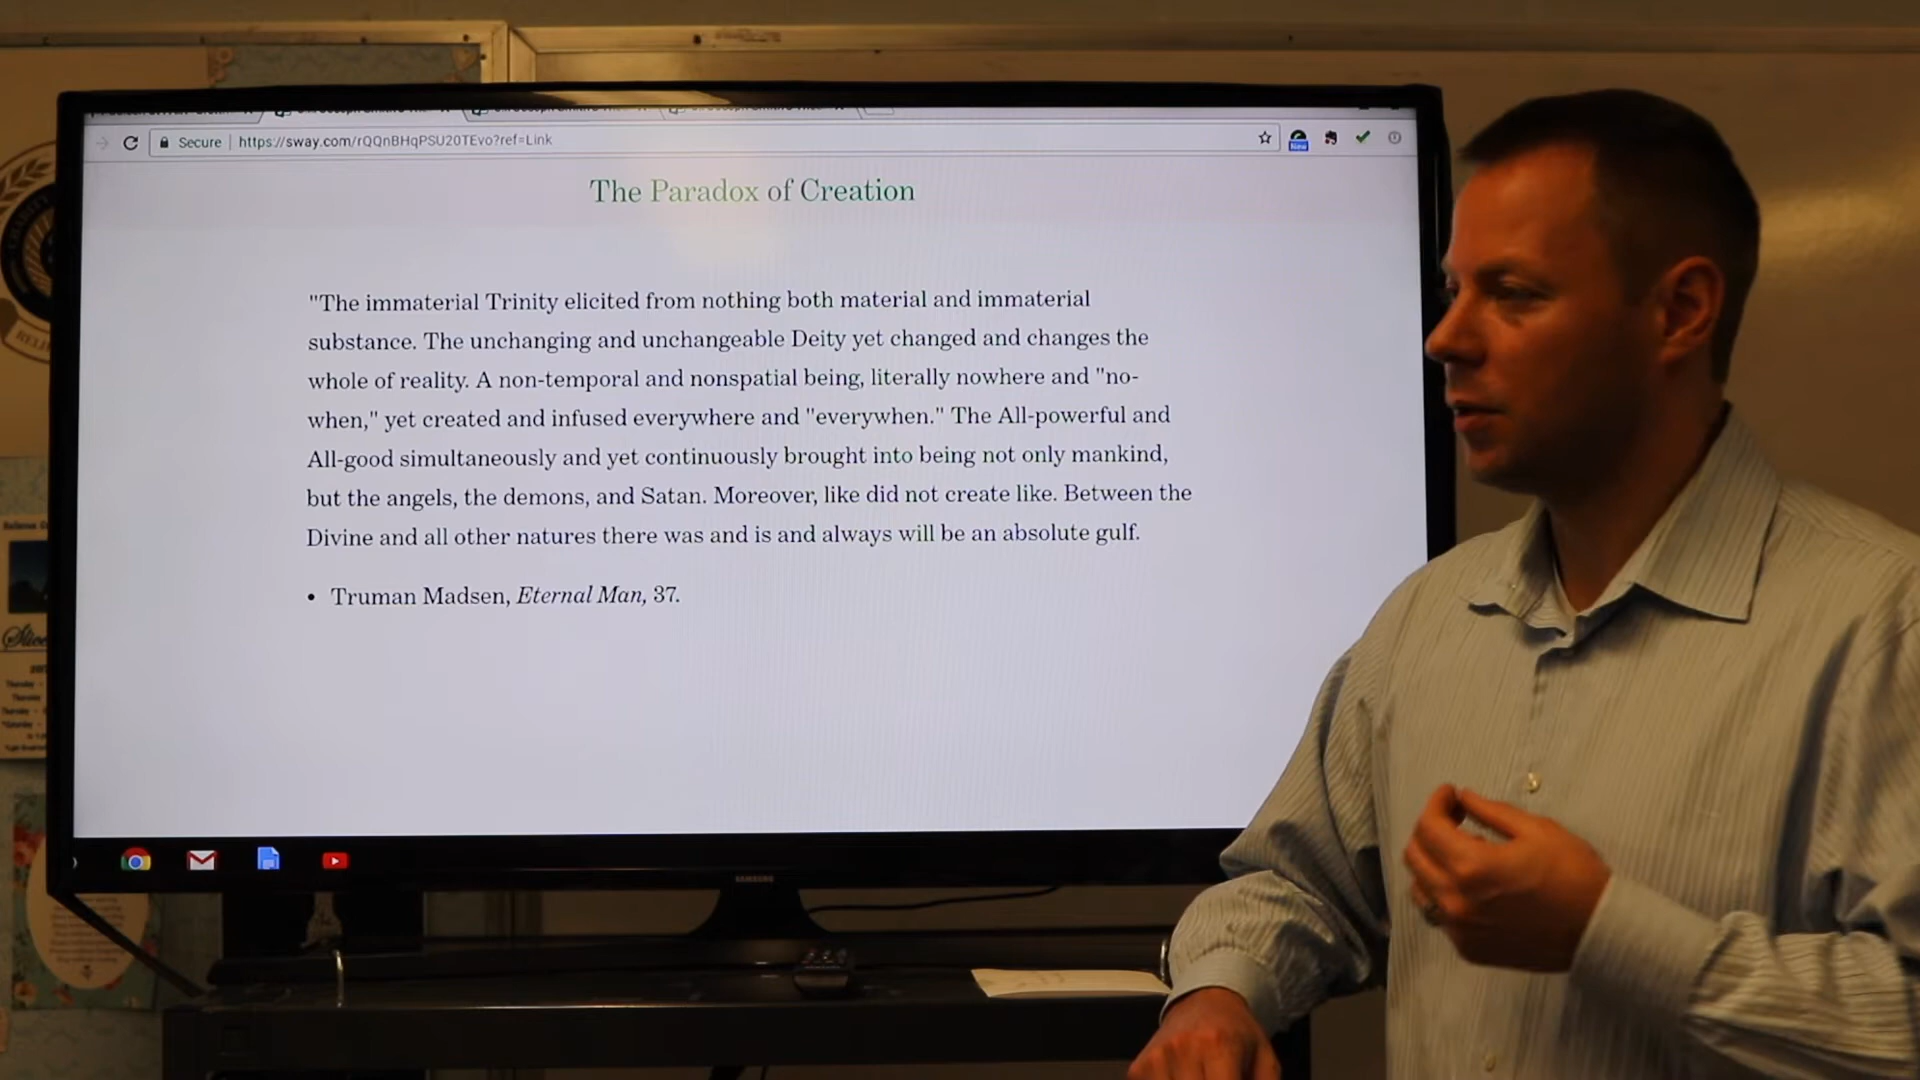 Secure https://sway.com/rQQnBHqPSU20TEvo?ref=Link
New
The Paradox of Creation
"The immaterial Trinity elicited from nothing both material and immaterial
substance. The unchanging and unchangeable Deity yet changed and changes the
whole of reality. A non-temporal and nonspatial being, literally nowhere and "no-
when," yet created and infused everywhere and "everywhen." The All-powerful and
All-good simultaneously and yet continuously brought into being not only mankind,
but the angels, the demons, and Satan. Moreover, like did not create like. Between the
Divine and all other natures there was and is and always will be an absolute gulf.
• Truman Madsen, Eternal Man, 37.
SAMSUNG